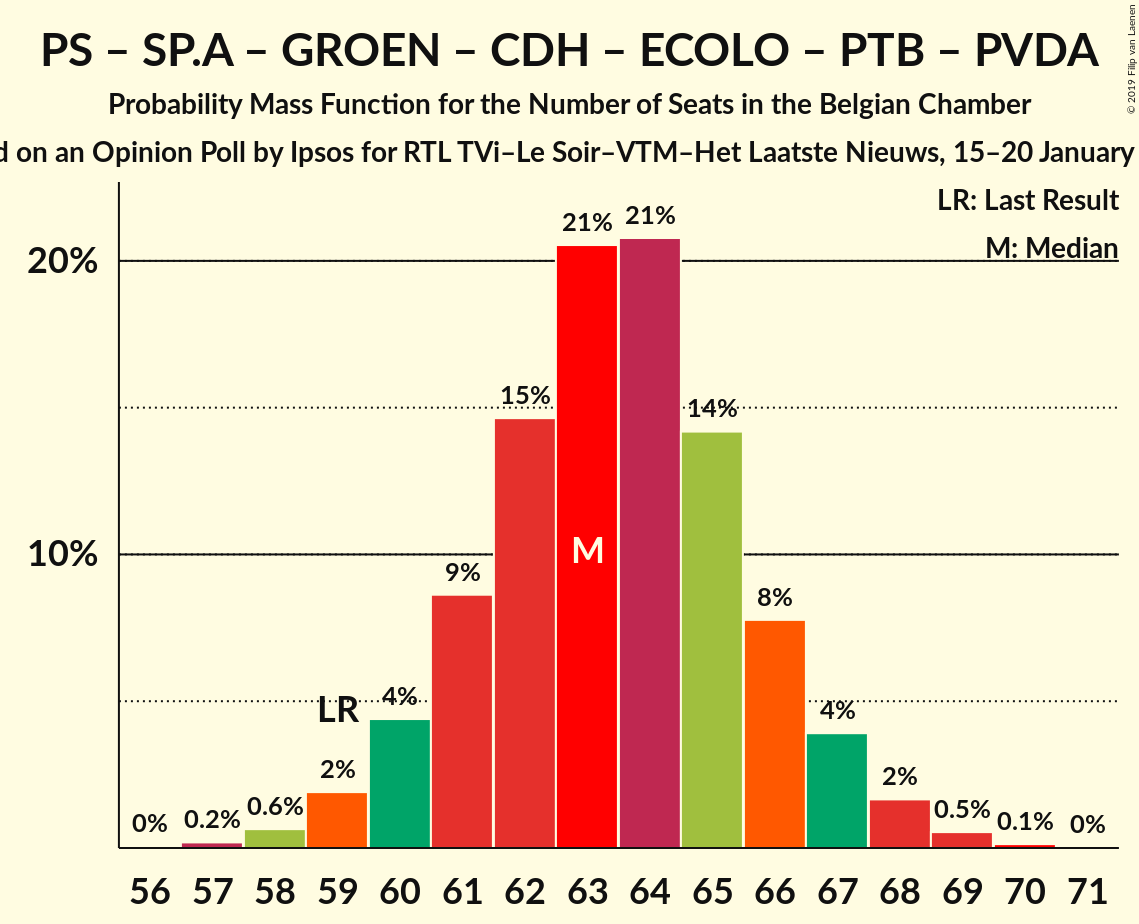 PS – SP.A – GROEN – CDH – ECOLO – PTB – PVDA
Probability Mass Function for the Number of Seats in the Belgian Chamber
on an Opinion Poll by Ipsos for RTL TVi–Le Soir–VTM–Het Laatste Nieuws, 15–20 January
© 2019 Filip van Laenen
LR: Last Result
M: Median
20%
10%
0% 0.2% 0.6% 2% 4% 9% 15% 21% 21% 14% 8% 4% 2% 0.5% 0.1% 0%
LR
M
56 57 58 59 60 61 62 63 64 65 66 67 68 69 70 71